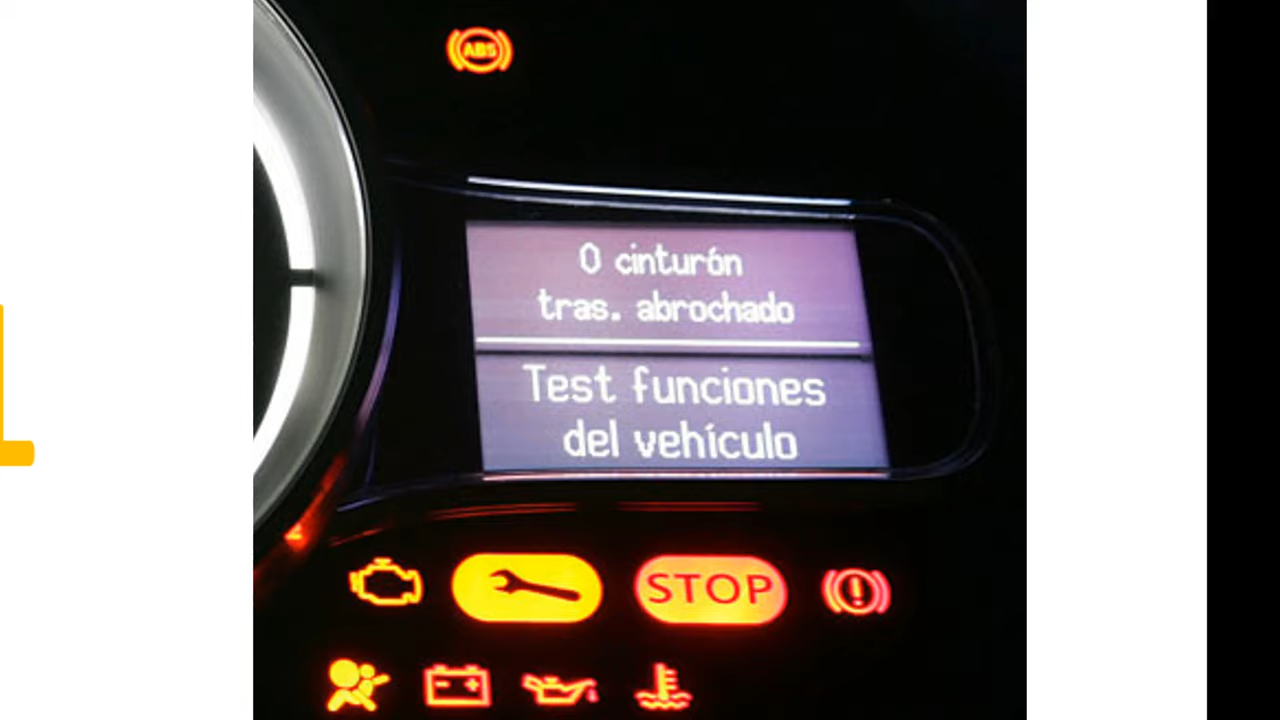 ABS
0 cinturón
tras. abrochado
Test funciones
del vehículo
STOP